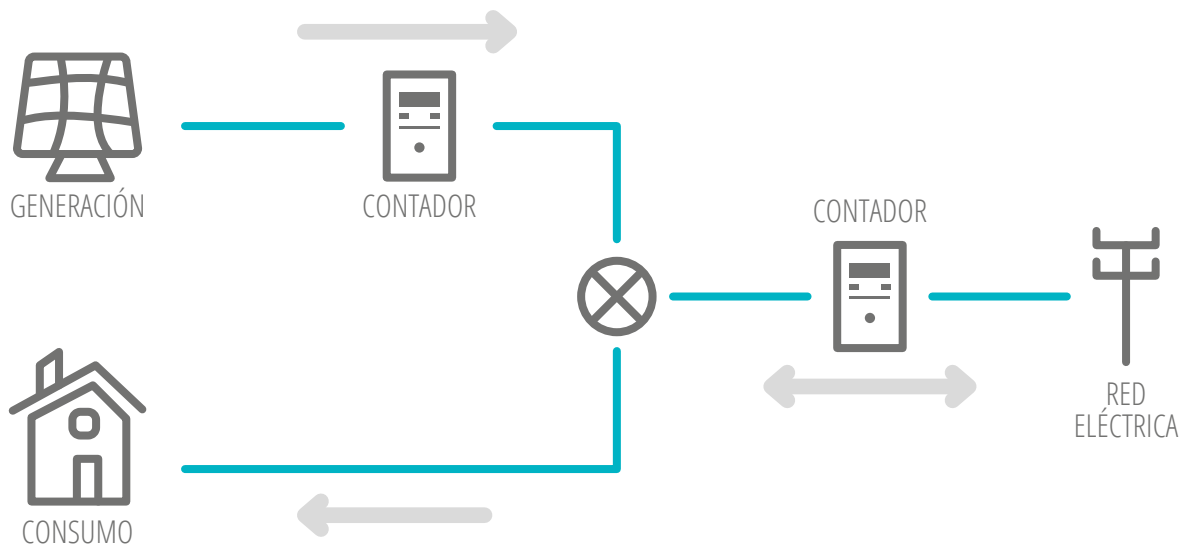 GENERACIÓN
CONTADOR
CONTADOR
RED
ELÉCTRICA
CONSUMO